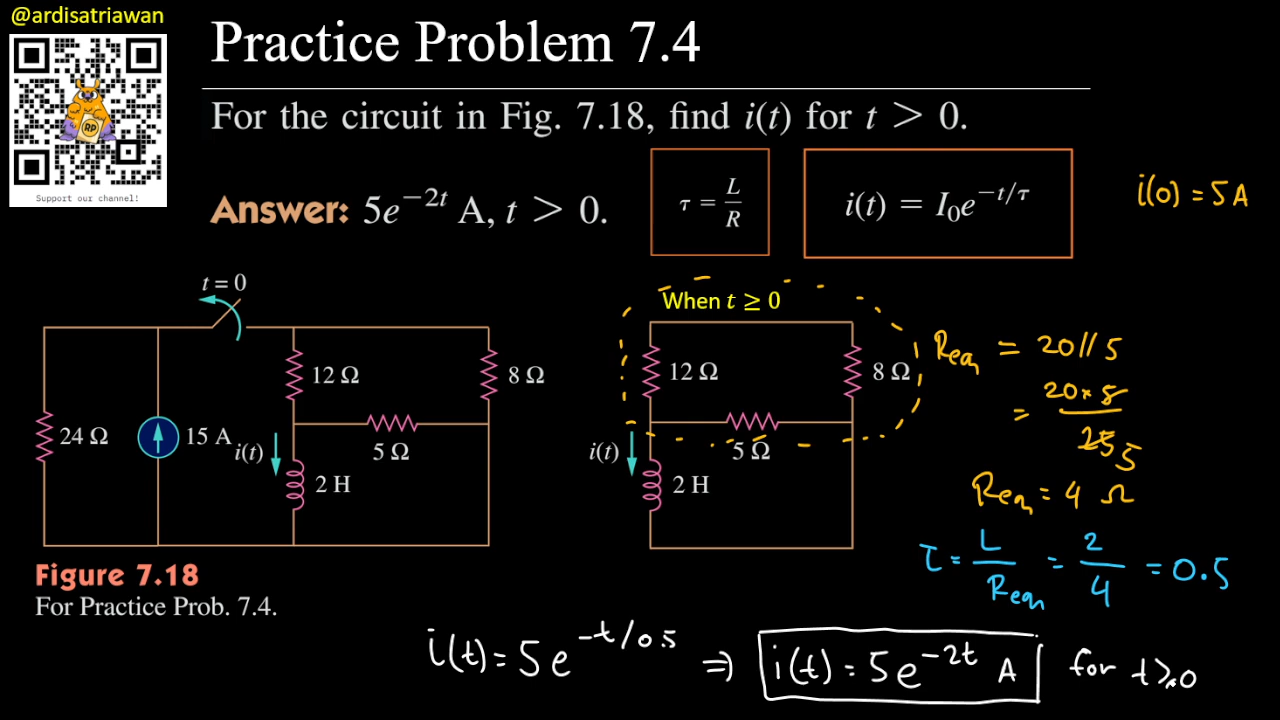 @ardisatriawan
Practice Problem 7.4
RP
Support our channel!
For the circuit in Fig. 7.18, find i(t) for t > 0.
Answer: 5e^{−2t} A, t > 0.
τ = L/R
i(t) = I₀e^{−t/τ}
i(0) = 5 A
t = 0
24 Ω
15 A
i(t)
12 Ω
8 Ω
5 Ω
2 H
Figure 7.18
For Practice Prob. 7.4.
When t ≥ 0
12 Ω
8 Ω
i(t)
5 Ω
2 H
Req = 20 // 5
= 20 × 5 / 25 5
Req = 4 Ω
τ = L/Req = 2/4 = 0.5
i(t) = 5e^{−t/0.5} ⇒ i(t) = 5e^{−2t} A for t ≥ 0